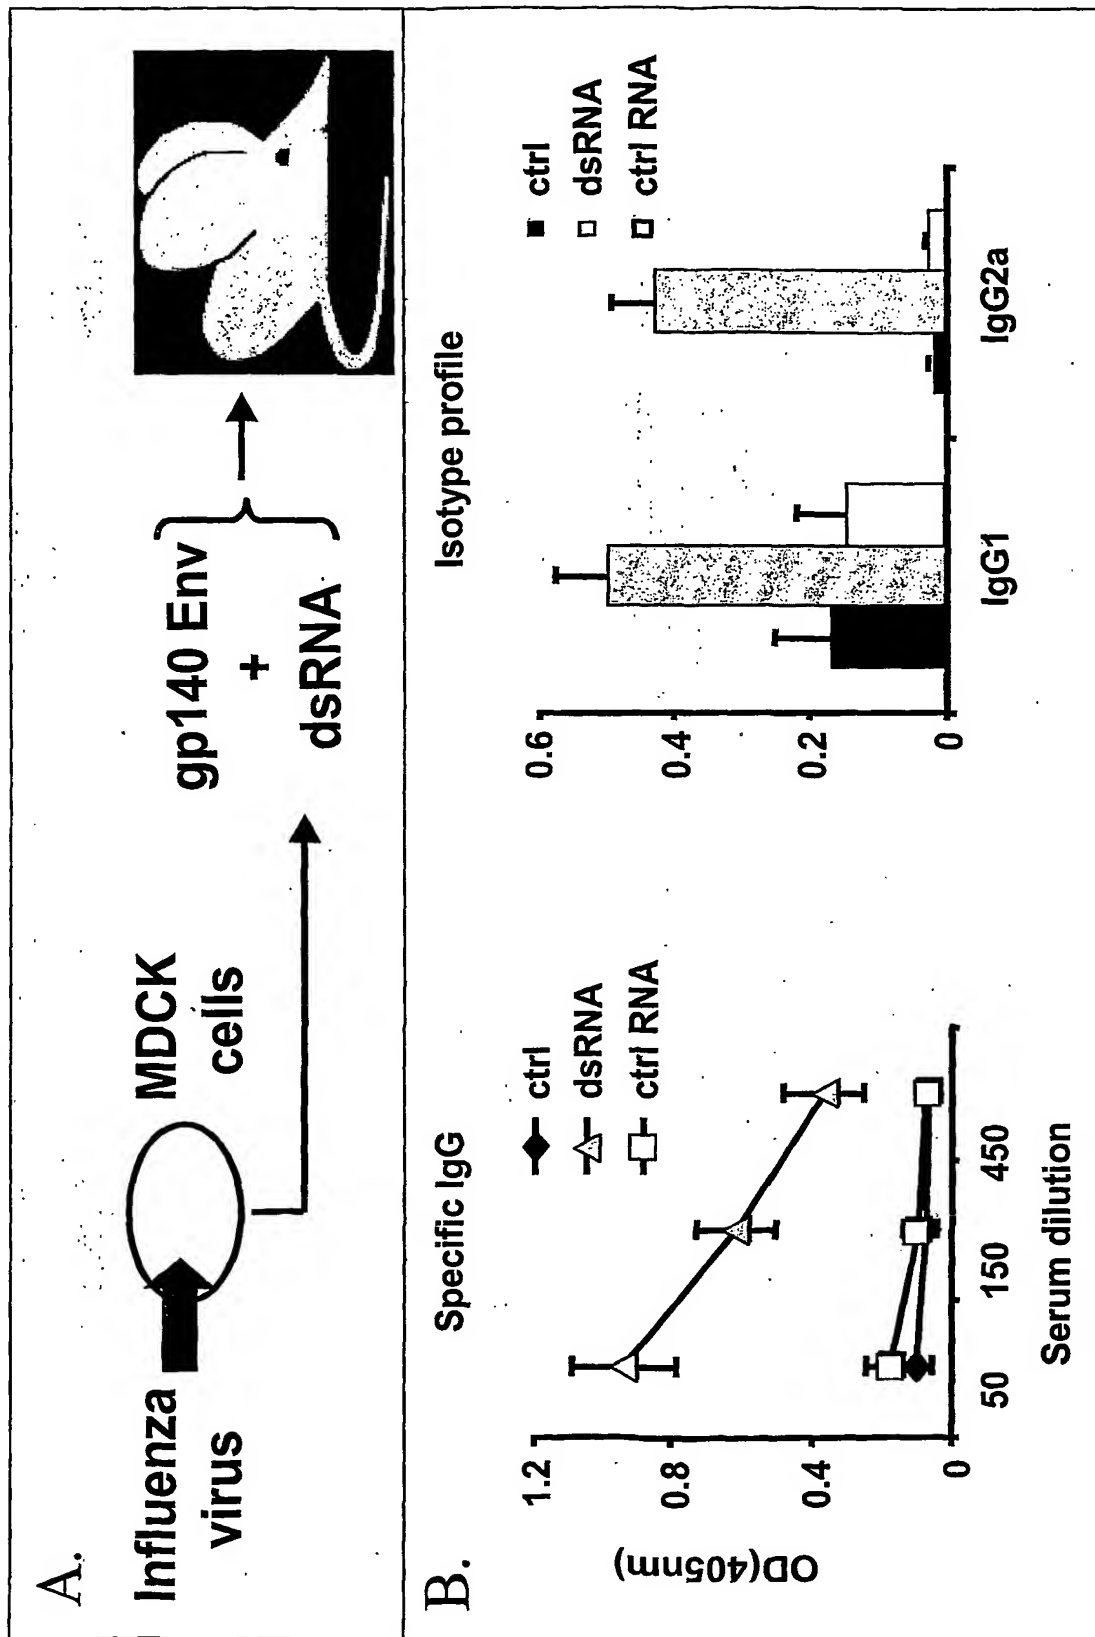 A.
Influenza
virus
MDCK
cells
gp140 Env
+
dsRNA
B.
Specific IgG
ctrl
dsRNA
ctrl RNA
OD(405nm)
1.2
0.8
0.4
0
50
150
450
Serum dilution
Isotype profile
ctrl
dsRNA
ctrl RNA
0.6
0.4
0.2
0
IgG1
IgG2a